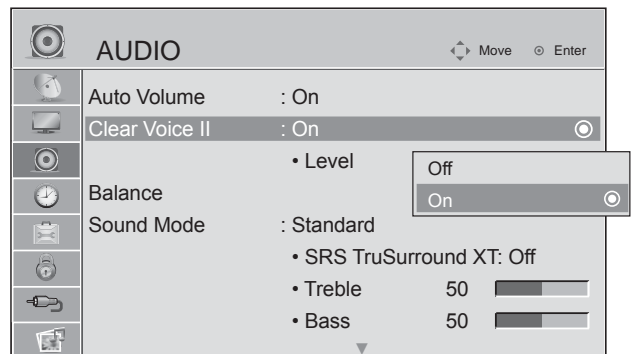 AUDIO
Move
Enter
Auto Volume : On
Clear Voice II : On
• Level
Off
On
Balance
Sound Mode : Standard
• SRS TruSurround XT: Off
• Treble 50
• Bass 50